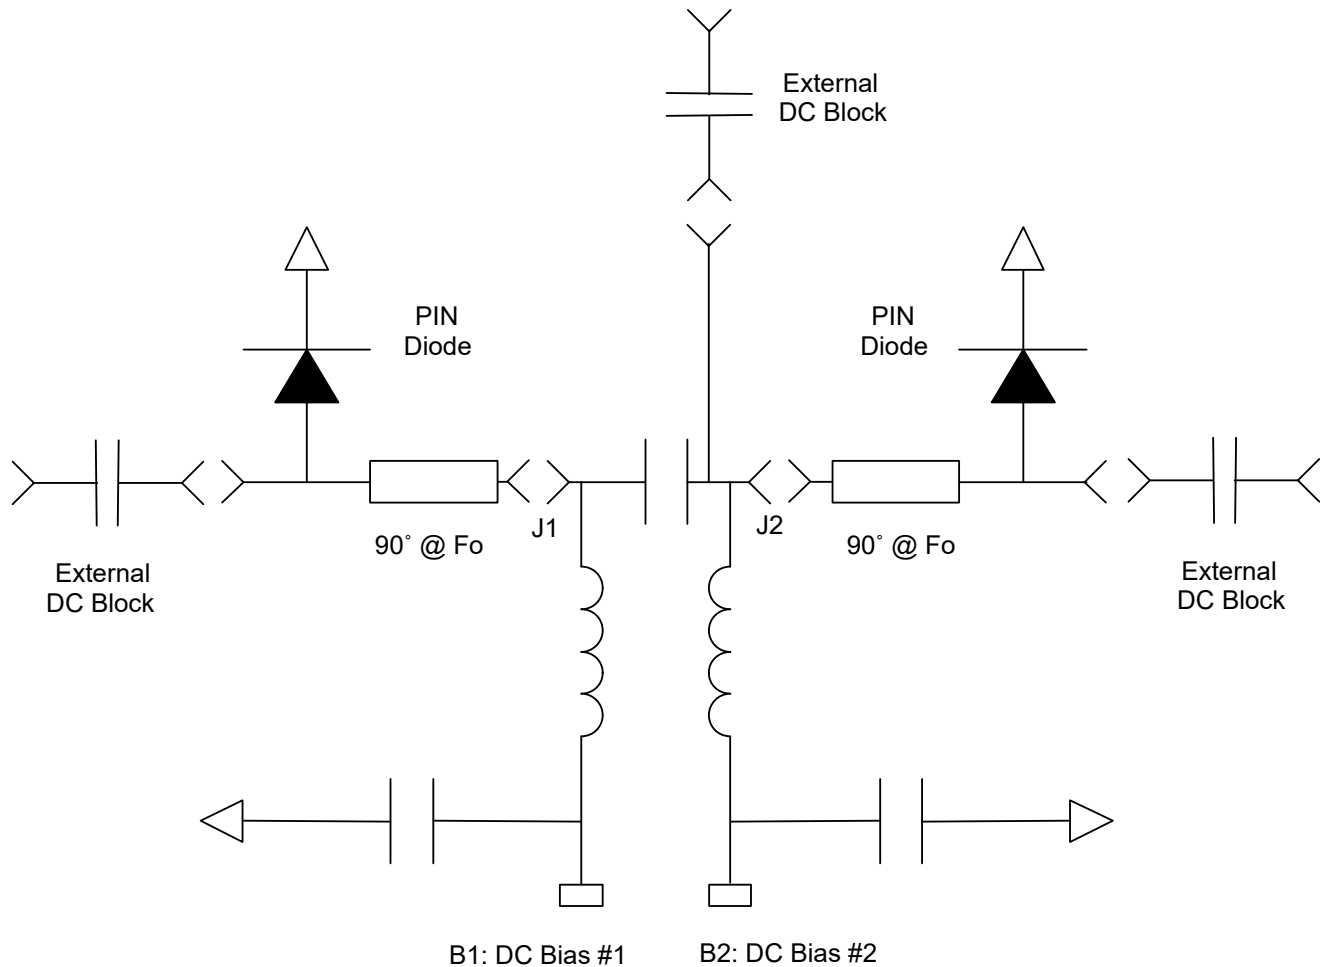 External
DC Block
PIN
Diode
PIN
Diode
J1
J2
90˚ @ Fo
90˚ @ Fo
External
DC Block
External
DC Block
B1: DC Bias #1
B2: DC Bias #2